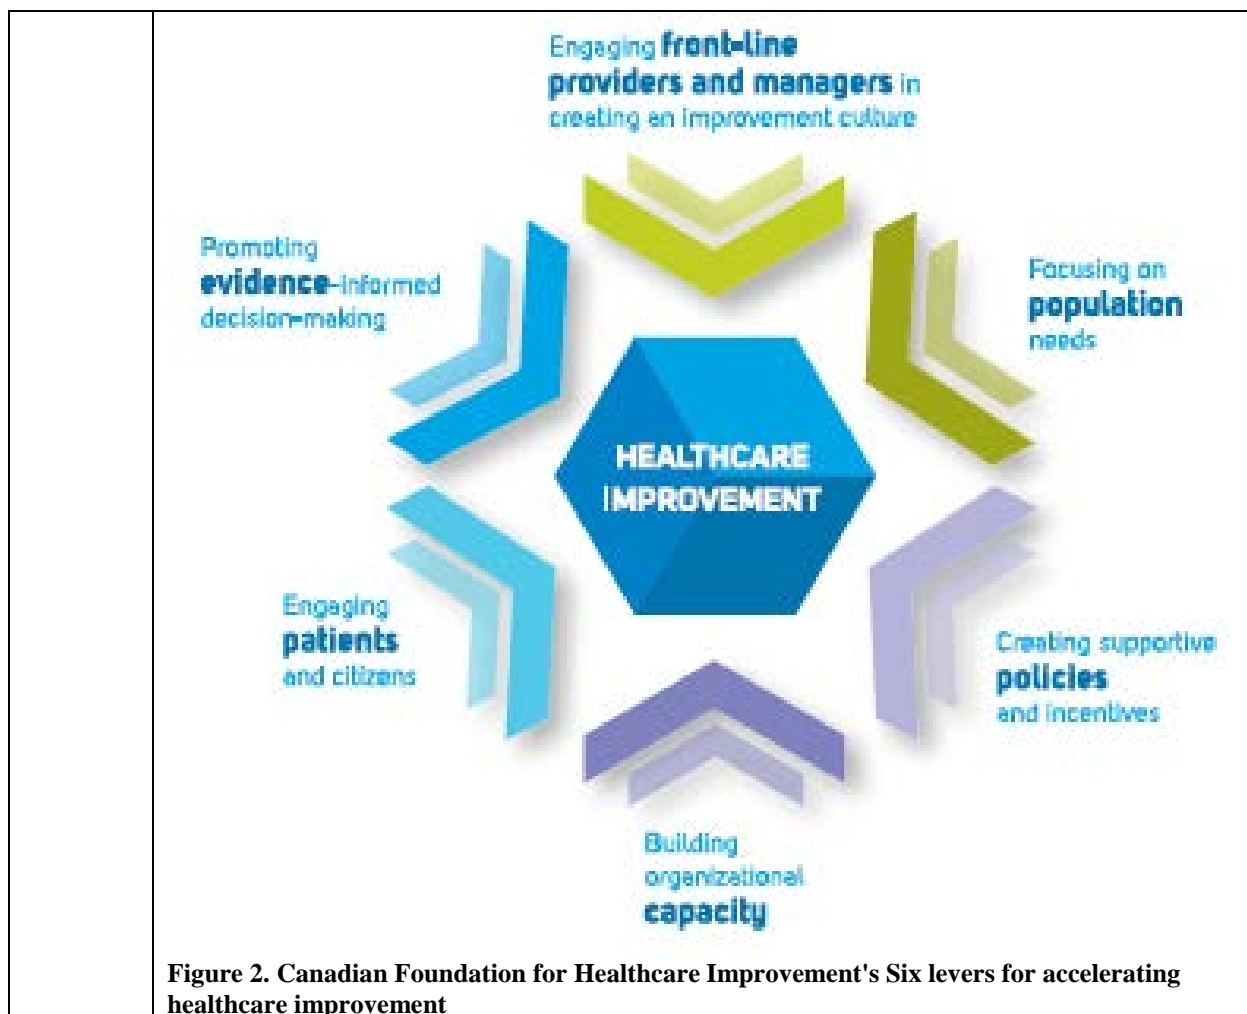 Engaging front-line
providers and managers in
creating an improvement culture
Promoting
evidence-informed
decision-making
Focusing on
population
needs
HEALTHCARE
IMPROVEMENT
Engaging
patients
and citizens
Creating supportive
policies
and incentives
Building
organizational
capacity
Figure 2. Canadian Foundation for Healthcare Improvement's Six levers for accelerating
healthcare improvement